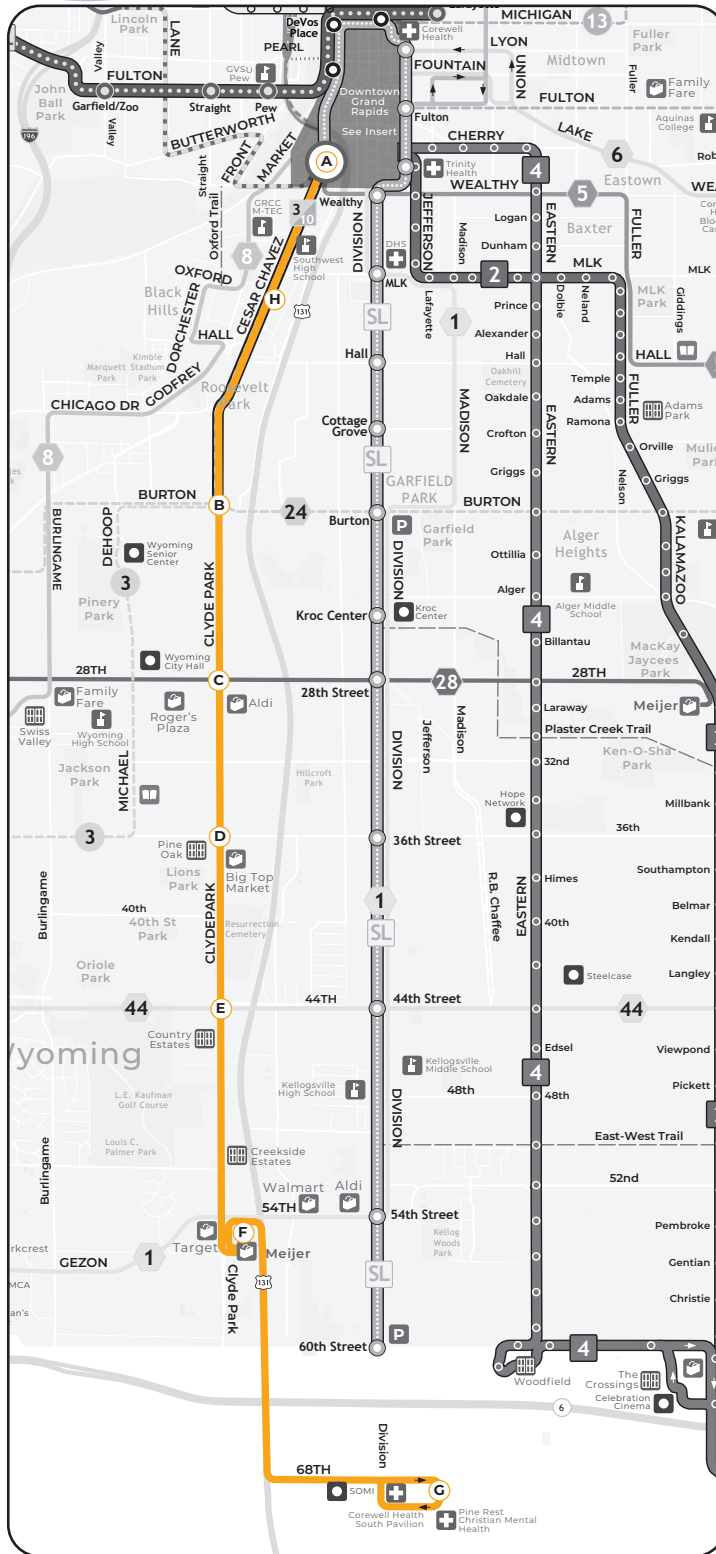 Lafayette
Lincoln
Park
LANE
DeVos
Place
PEARL
MICHIGAN
13
Corewell
Health
LYON
Fuller
Park
Valley
GVSU
Pew
FULTON
FOUNTAIN
UNION
Midtown
Fuller
Family
Fare
John
Ball
Park
Garfield/Zoo
Straight
Pew
Downtown
Grand
Rapids
See Insert
Fulton
FULTON
Valley
196
BUTTERWORTH
FRONT
MARKET
CHERRY
LAKE
Aquinas
College
6
A
Trinity
Health
4
Eastown
Straight
Oxford Trail
Wealthy
WEALTHY
5
GRCC
M-TEC
3
10
DIVISION
JEFFERSON
Logan
EASTERN
Baxter
FULLER
8
CESAR CHAVEZ
Southwest
High
School
DHS
Madison
Dunham
OXFORD
MLK
2
MLK
MLK
Black
Hills
DORCHESTER
H
131
SL
Lafayette
1
Prince
Dolbie
Neland
MLK
Park
Giddings
HALL
Alexander
Marquett
Park
Kimble
Stadium
Park
GODFREY
Hall
Hall
HALL
Oakhill
Cemetery
Roosevelt
Park
MADISON
Temple
Adams
Ramona
FULLER
CHICAGO DR
Oakdale
Adams
Park
Cottage
Grove
Crofton
EASTERN
8
SL
Orville
Griggs
GARFIELD
PARK
Griggs
Nelson
BURTON
B
24
Burton
BURTON
BURLINGAME
DEHOOP
P
Garfield
Park
Alger
Heights
KALAMAZOO
Wyoming
Senior
Center
Ottillia
3
CLYDE PARK
DIVISION
Alger
Alger Middle
School
Pinery
Park
Kroc Center
Kroc
Center
4
Billantau
MacKay
Jaycees
Park
Wyoming
City Hall
28TH
C
28th Street
28
28TH
Family
Fare
Roger's
Plaza
Aldi
Laraway
Meijer
Swiss
Valley
Wyoming
High School
Madison
Jefferson
Plaster Creek Trail
Ken-O-Sha
Park
DIVISION
32nd
Jackson
Park
MICHAEL
Hillcroft
Park
Hope
Network
Millbank
3
D
36th Street
36th
Pine
Oak
Lions
Park
Big Top
Market
R.B. Chaffee
Southampton
Himes
Burlingame
40th
40th St
Park
CLYDEPARK
Resurrection
Cemetery
1
EASTERN
40th
Belmar
SL
Kendall
Oriole
Park
Steelcase
Langley
44
E
44TH
44th Street
44
Country
Estates
Edsel
Viewpond
Kellogsville
Middle School
4
Kellogsville
High School
48th
48th
Pickett
L.E. Kaufman
Golf Course
DIVISION
Louis C.
Palmer Park
Burlingame
East-West Trail
Creekside
Estates
Walmart
Aldi
52nd
54TH
54th Street
Target
F
Meijer
Kellog
Woods
Park
Pembroke
GEZON
1
Clyde Park
131
SL
Gentian
Christie
60th Street
P
4
Woodfield
The
Crossings
Celebration
Cinema
6
Division
68TH
SOMI
G
Corewell Health
South Pavilion
Pine Rest
Christian Mental
Health